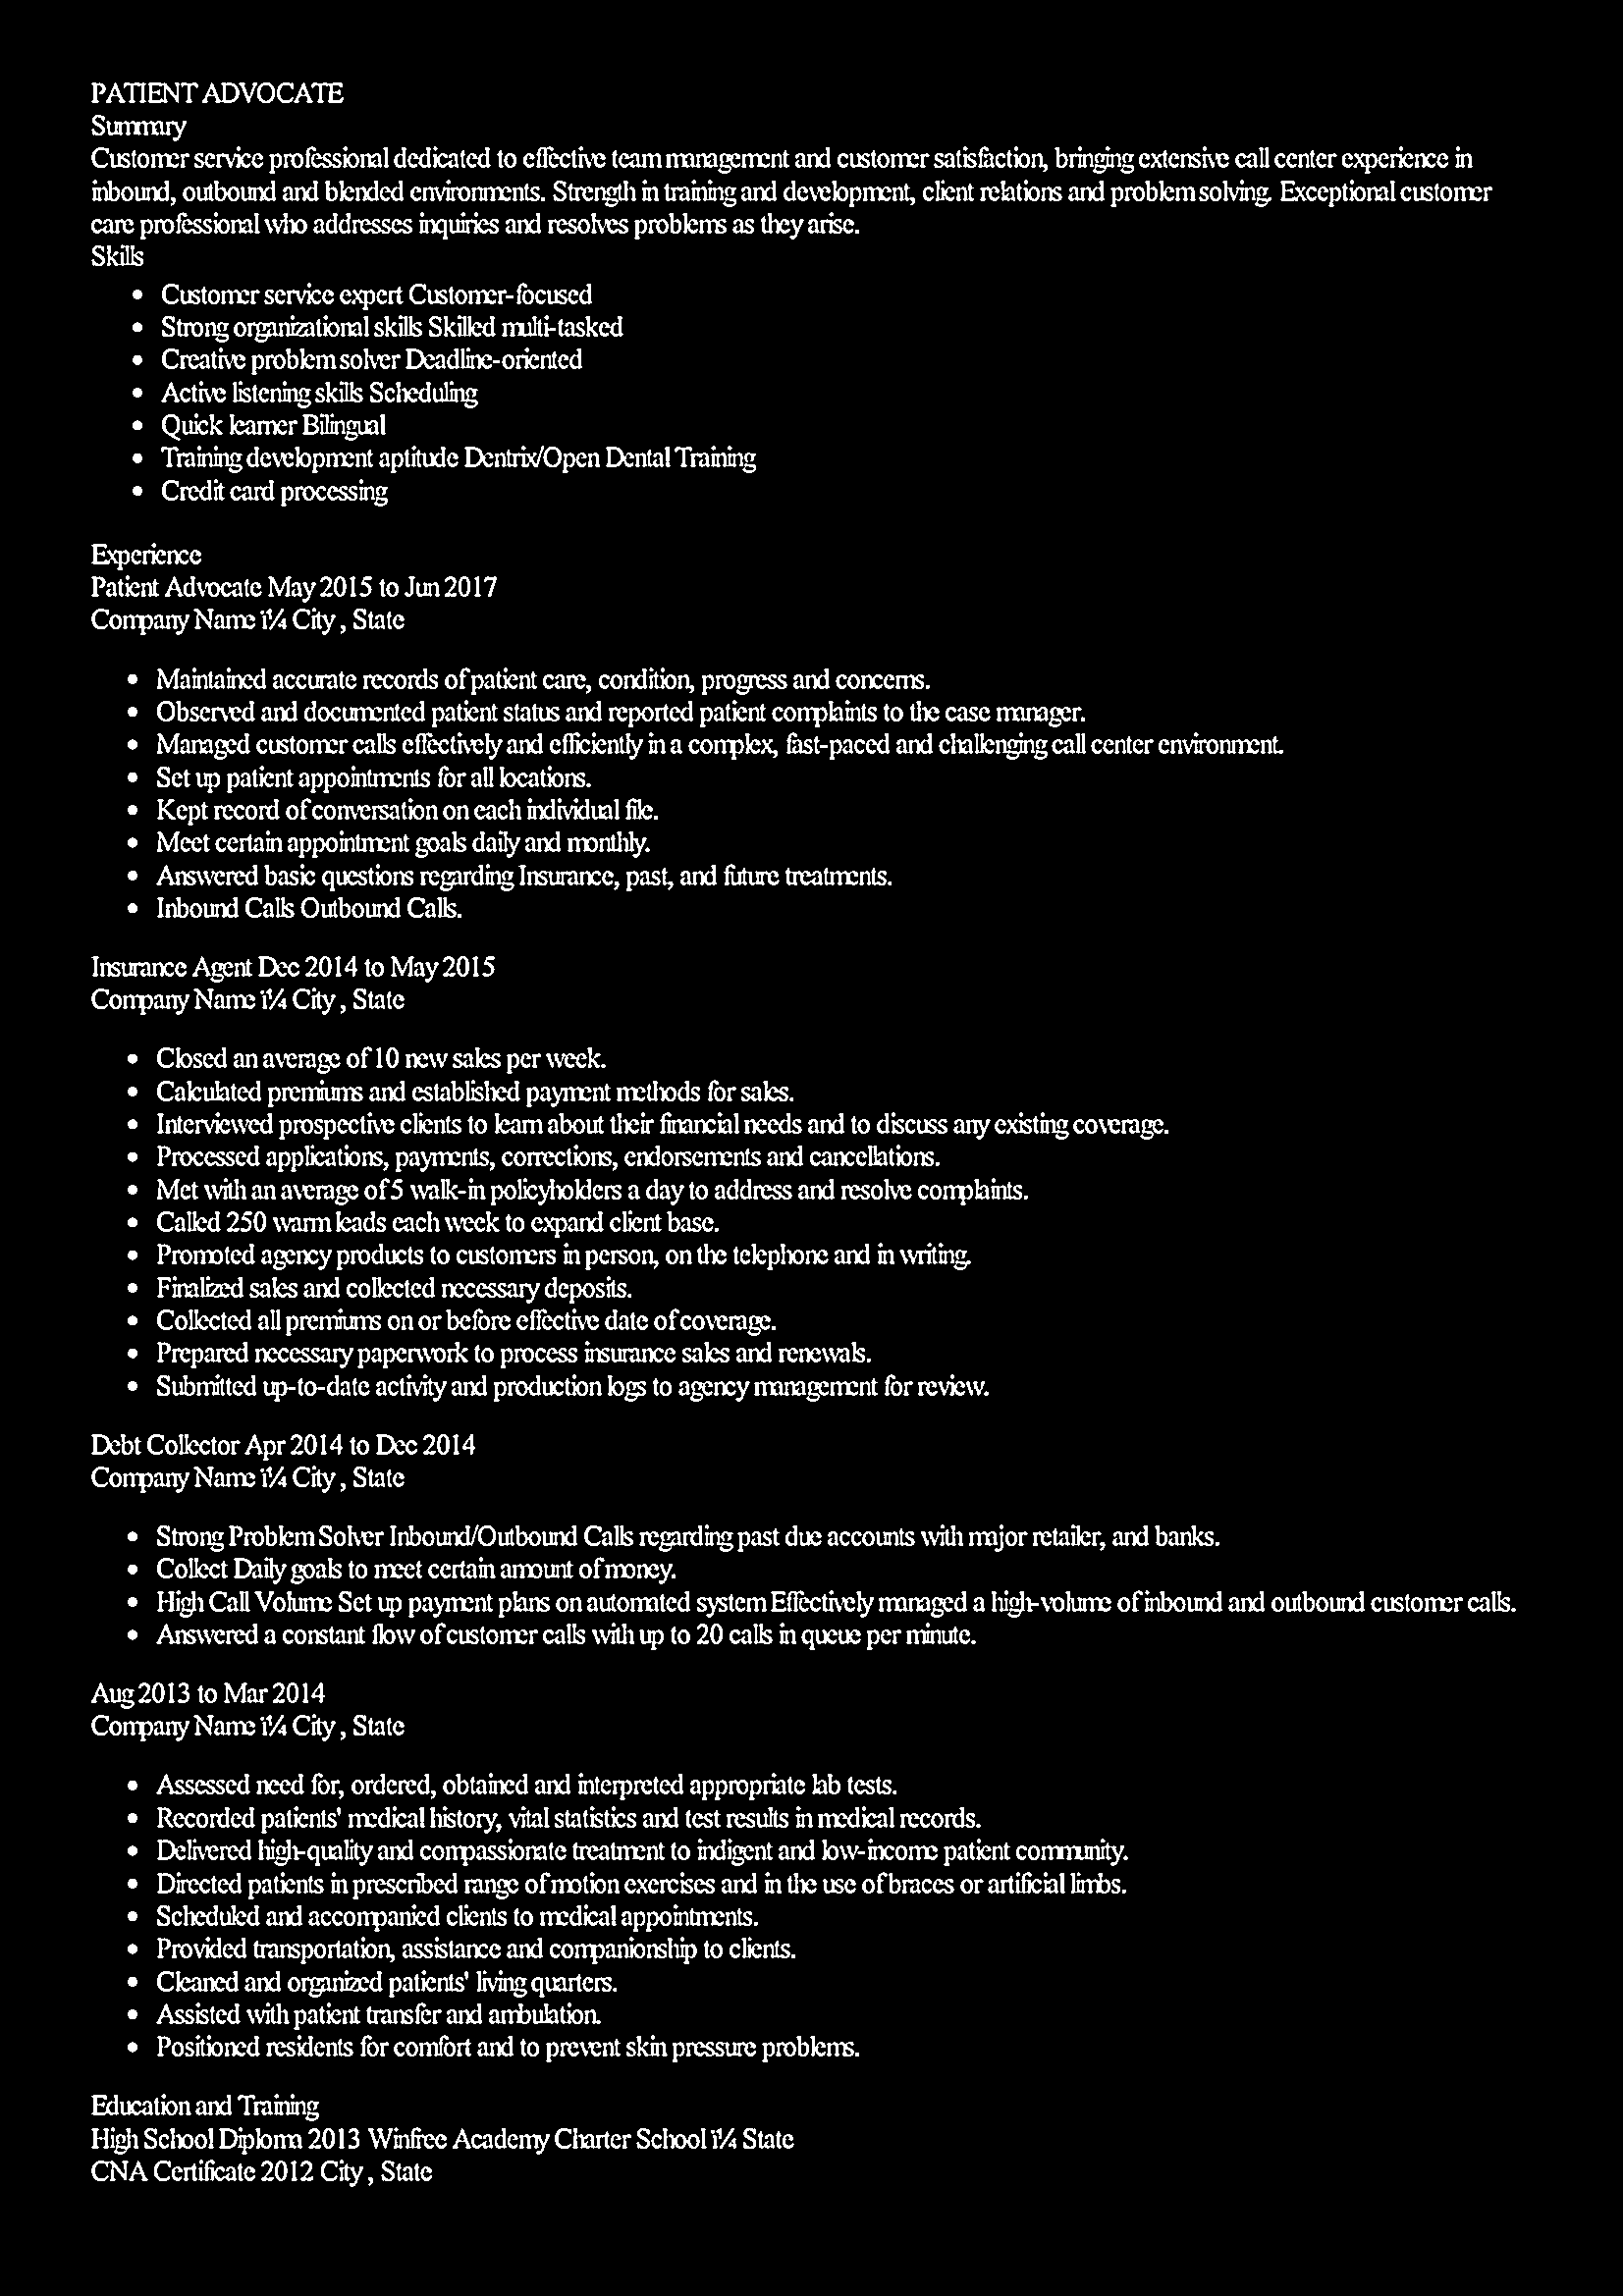 PATIENT ADVOCATE
Summary
Customer service professional dedicated to effective team management and customer satisfaction, bringing extensive call center experience in
inbound, outbound and blended environments. Strength in training and development, client relations and problem solving. Exceptional customer
care professional who addresses inquiries and resolves problems as they arise.
Skills
• Customer service expert Customer-focused
• Strong organizational skills Skilled multi-tasked
• Creative problem solver Deadline-oriented
• Active listening skills Scheduling
• Quick learner Bilingual
• Training development aptitude Dentrix/Open Dental Training
• Credit card processing
Experience
Patient Advocate May 2015 to Jun 2017
Company Name ï¼ City , State
• Maintained accurate records of patient care, condition, progress and concerns.
• Observed and documented patient status and reported patient complaints to the case manager.
• Managed customer calls effectively and efficiently in a complex, fast-paced and challenging call center environment.
• Set up patient appointments for all locations.
• Kept record of conversation on each individual file.
• Meet certain appointment goals daily and monthly.
• Answered basic questions regarding Insurance, past, and future treatments.
• Inbound Calls Outbound Calls.
Insurance Agent Dec 2014 to May 2015
Company Name ï¼ City , State
• Closed an average of 10 new sales per week.
• Calculated premiums and established payment methods for sales.
• Interviewed prospective clients to learn about their financial needs and to discuss any existing coverage.
• Processed applications, payments, corrections, endorsements and cancellations.
• Met with an average of 5 walk-in policyholders a day to address and resolve complaints.
• Called 250 warm leads each week to expand client base.
• Promoted agency products to customers in person, on the telephone and in writing.
• Finalized sales and collected necessary deposits.
• Collected all premiums on or before effective date of coverage.
• Prepared necessary paperwork to process insurance sales and renewals.
• Submitted up-to-date activity and production logs to agency management for review.
Debt Collector Apr 2014 to Dec 2014
Company Name ï¼ City , State
• Strong Problem Solver Inbound/Outbound Calls regarding past due accounts with major retailer, and banks.
• Collect Daily goals to meet certain amount of money.
• High Call Volume Set up payment plans on automated system Effectively managed a high-volume of inbound and outbound customer calls.
• Answered a constant flow of customer calls with up to 20 calls in queue per minute.
Aug 2013 to Mar 2014
Company Name ï¼ City , State
• Assessed need for, ordered, obtained and interpreted appropriate lab tests.
• Recorded patients' medical history, vital statistics and test results in medical records.
• Delivered high-quality and compassionate treatment to indigent and low-income patient community.
• Directed patients in prescribed range of motion exercises and in the use of braces or artificial limbs.
• Scheduled and accompanied clients to medical appointments.
• Provided transportation, assistance and companionship to clients.
• Cleaned and organized patients' living quarters.
• Assisted with patient transfer and ambulation.
• Positioned residents for comfort and to prevent skin pressure problems.
Education and Training
High School Diploma 2013 Winfree Academy Charter School ï¼ State
CNA Certificate 2012 City , State